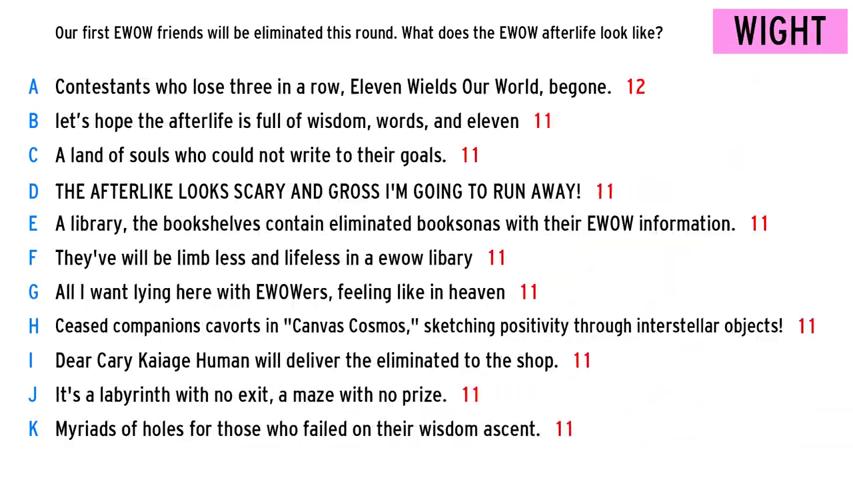 Our first EWOW friends will be eliminated this round. What does the EWOW afterlife look like?
WIGHT
A Contestants who lose three in a row, Eleven Wields Our World, begone. 12
B let's hope the afterlife is full of wisdom, words, and eleven 11
C A land of souls who could not write to their goals. 11
D THE AFTERLIKE LOOKS SCARY AND GROSS I'M GOING TO RUN AWAY! 11
E A library, the bookshelves contain eliminated booksonas with their EWOW information. 11
F They've will be limb less and lifeless in a ewow libary 11
G All I want lying here with EWOWers, feeling like in heaven 11
H Ceased companions cavorts in "Canvas Cosmos," sketching positivity through interstellar objects! 11
I Dear Cary Kaiage Human will deliver the eliminated to the shop. 11
J It's a labyrinth with no exit, a maze with no prize. 11
K Myriads of holes for those who failed on their wisdom ascent. 11